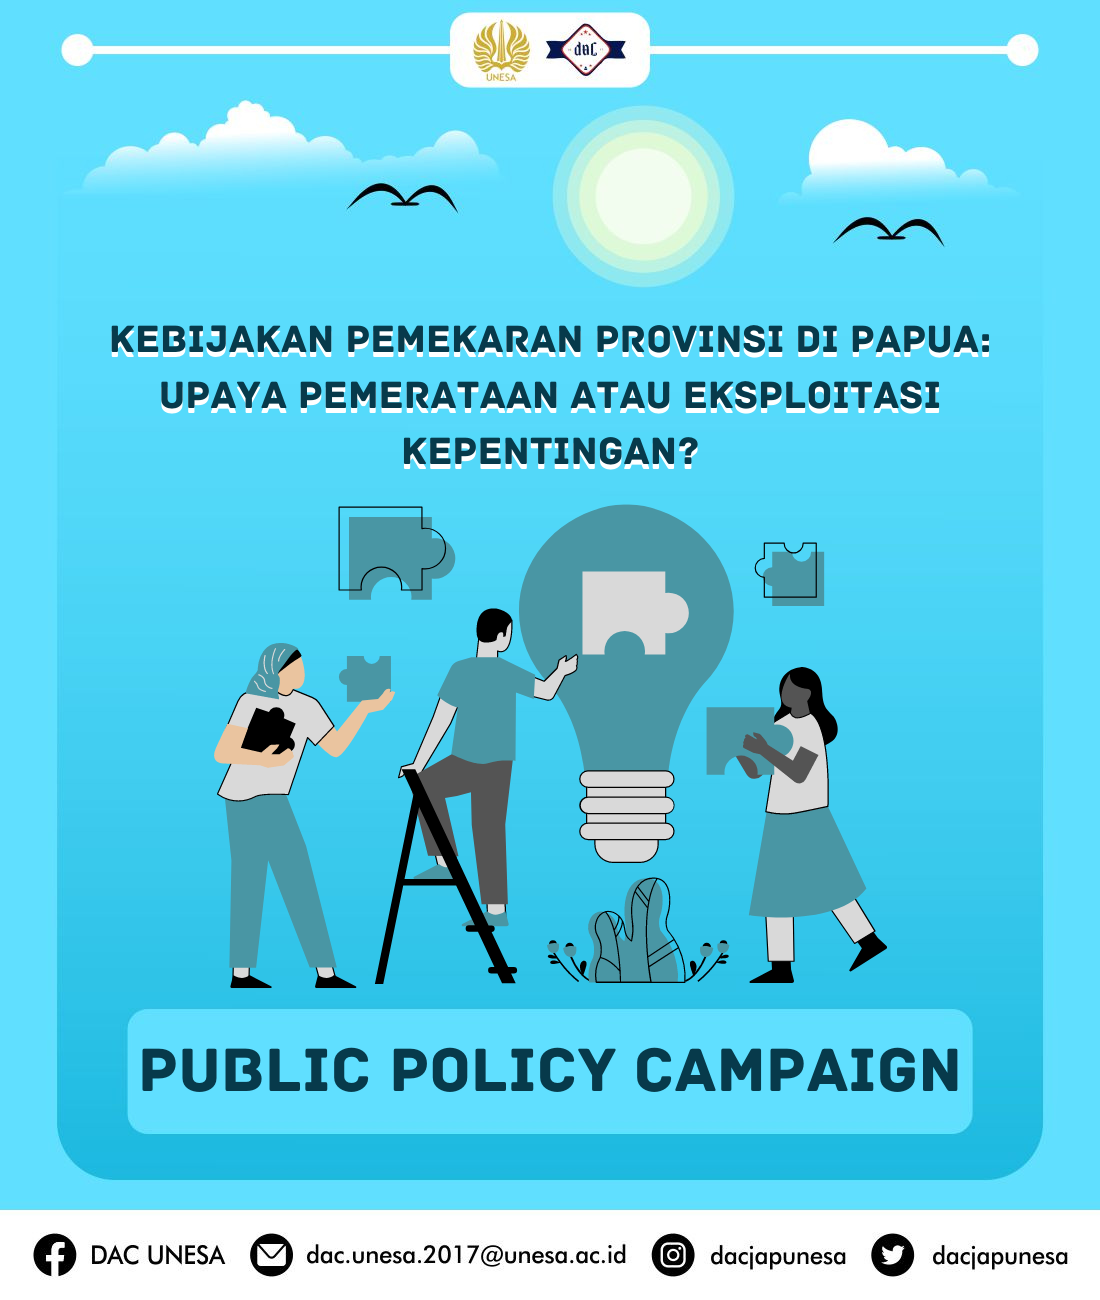 UNESA
dAC
KEBIJAKAN PEMEKARAN PROVINSI DI PAPUA:
UPAYA PEMERATAAN ATAU EKSPLOITASI
KEPENTINGAN?
PUBLIC POLICY CAMPAIGN
DAC UNESA
dac.unesa.2017@unesa.ac.id
dacjapunesa
dacjapunesa